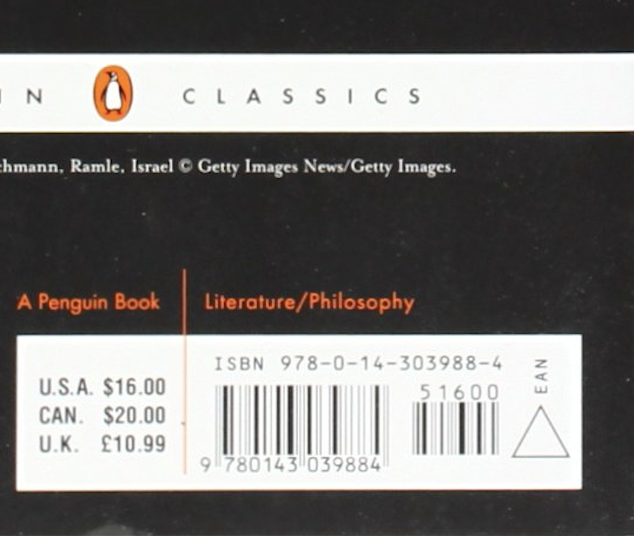 I N CLASSICS
chmann, Ramle, Israel © Getty Images News/Getty Images.
A Penguin Book
Literature/Philosophy
U.S.A. $16.00
CAN. $20.00
U.K. £10.99
ISBN 978-0-14-303988-4
51600
EAN
9 780143 039884